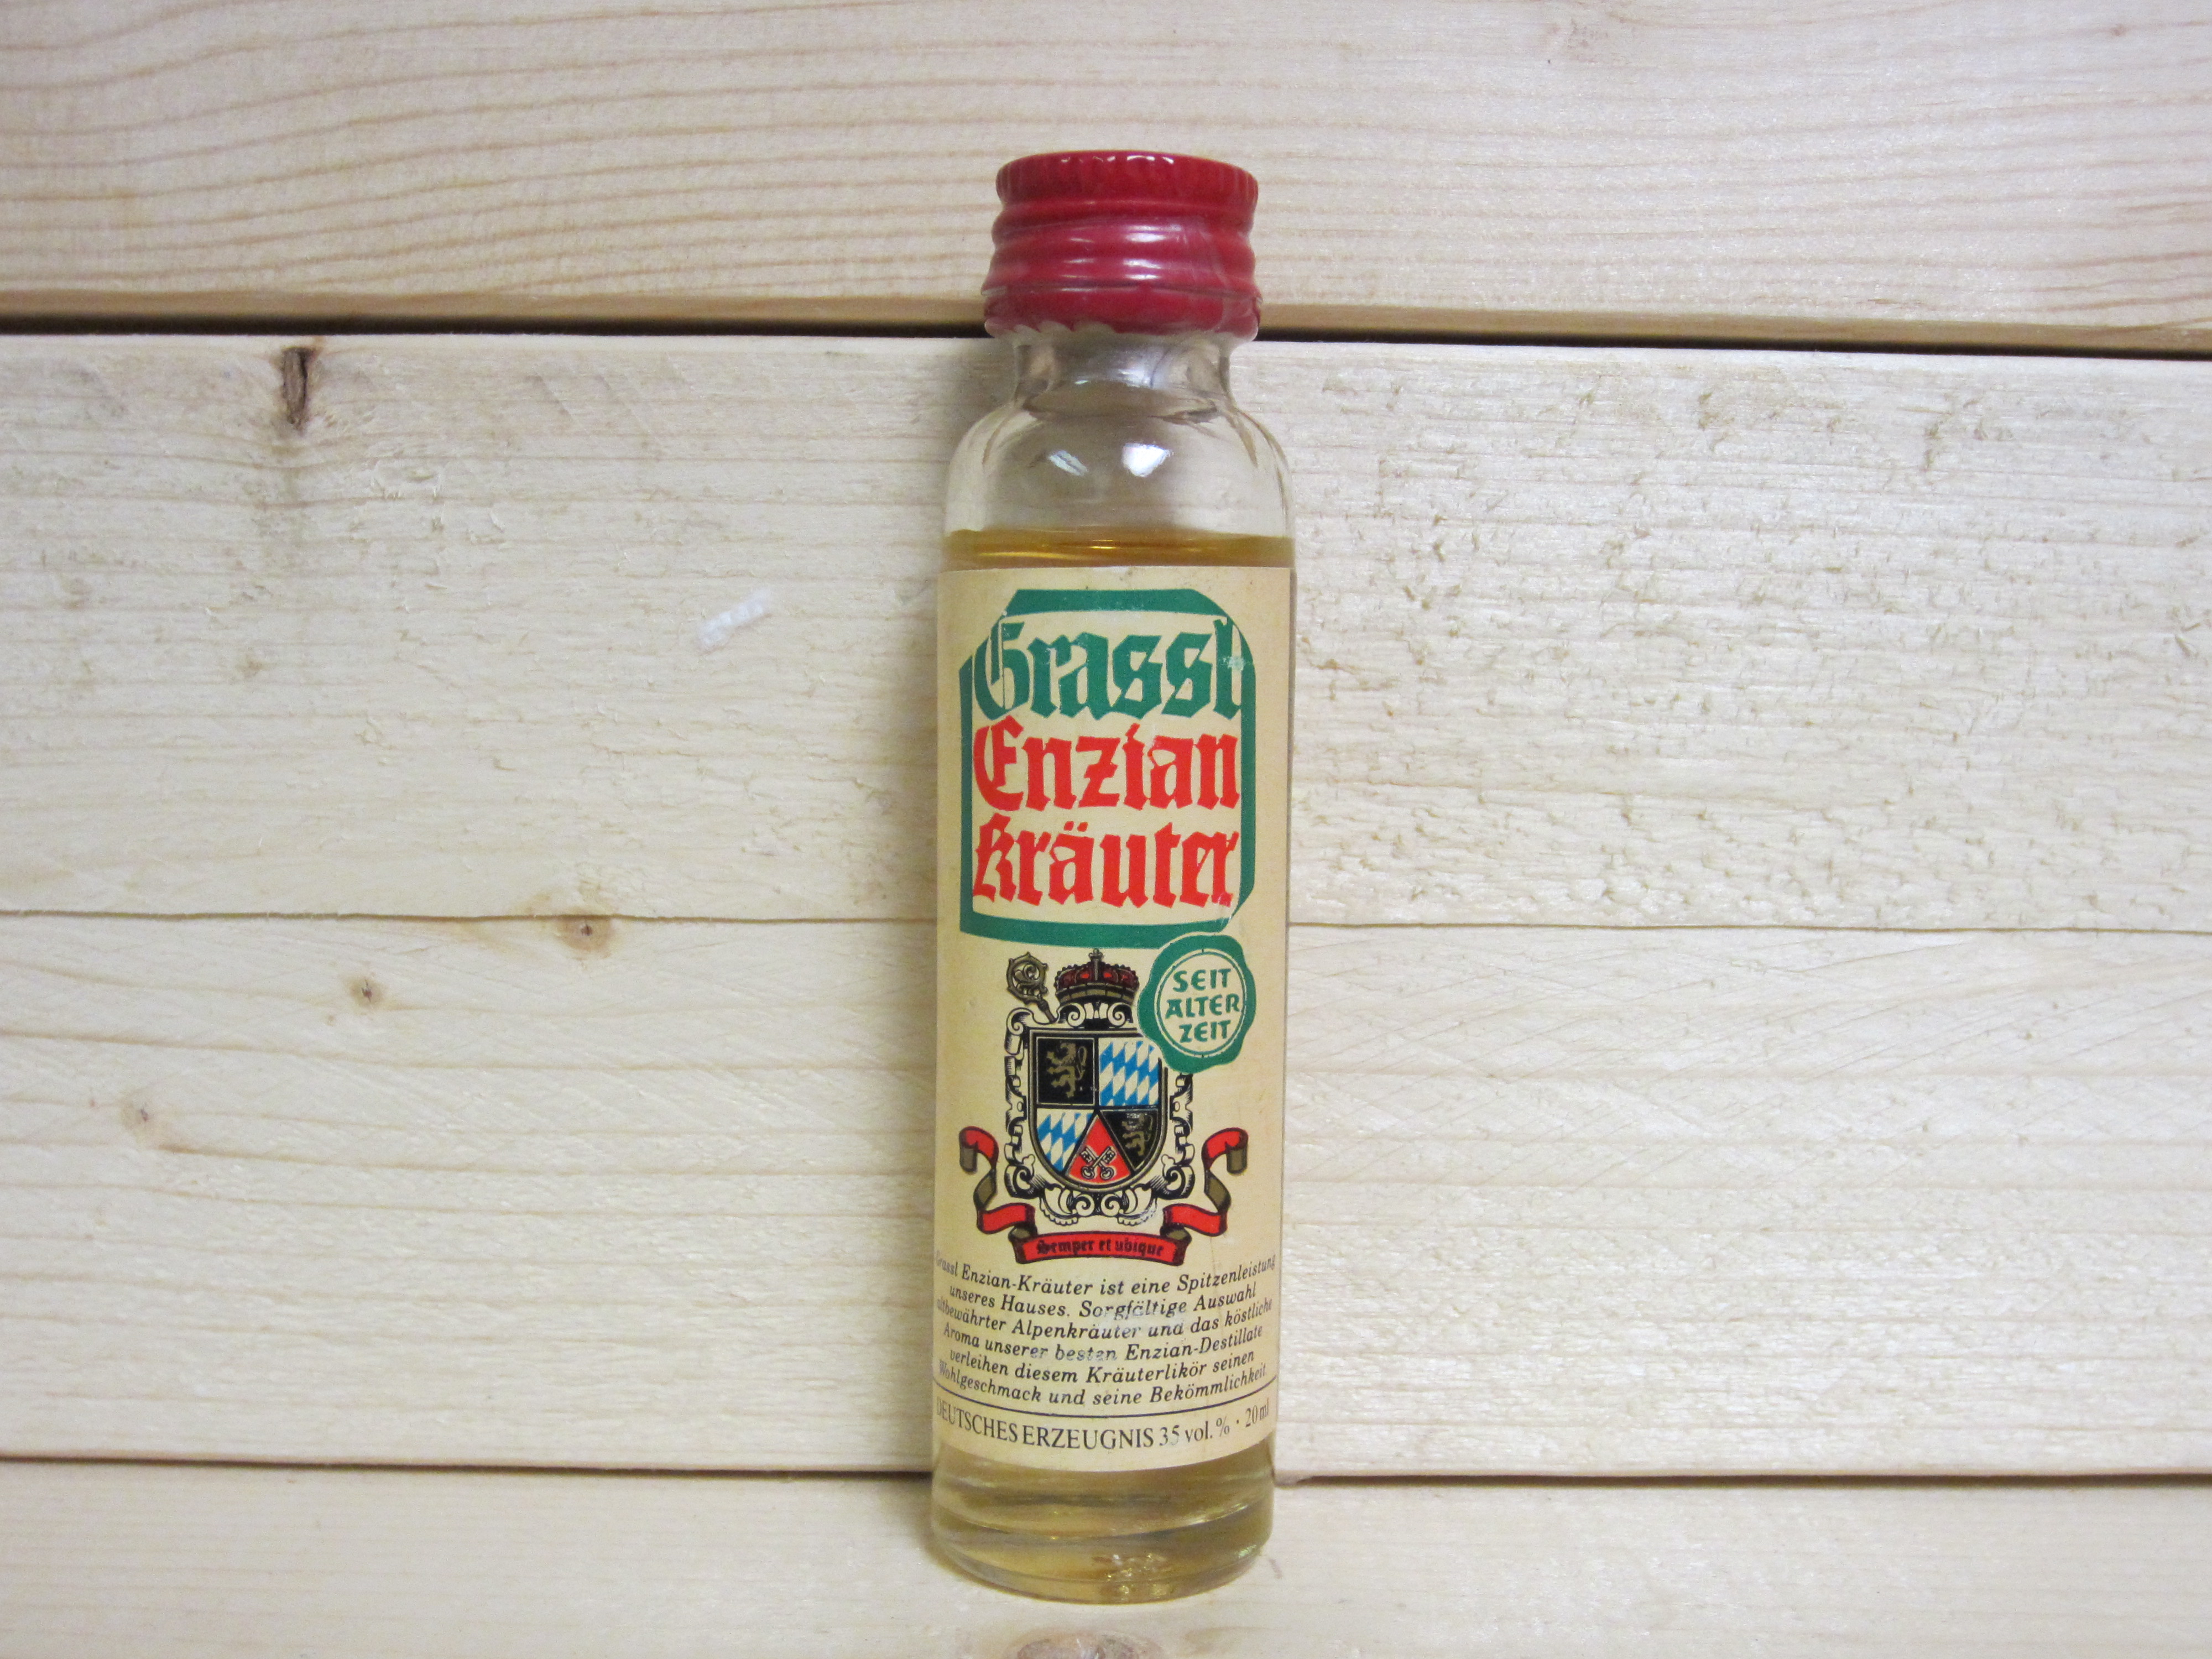 Grassl
Enzian
Kräuter
SEIT
ALTER
ZEIT
Semper et ubique
Grassl Enzian-Kräuter ist eine Spitzenleistung
unseres Hauses. Sorgfältige Auswahl
altbewährter Alpenkräuter und das köstliche
Aroma unserer besten Enzian-Destillate
verleihen diesem Kräuterlikör seinen
Wohlgeschmack und seine Bekömmlichkeit
DEUTSCHES ERZEUGNIS 35 vol. % · 20 ml